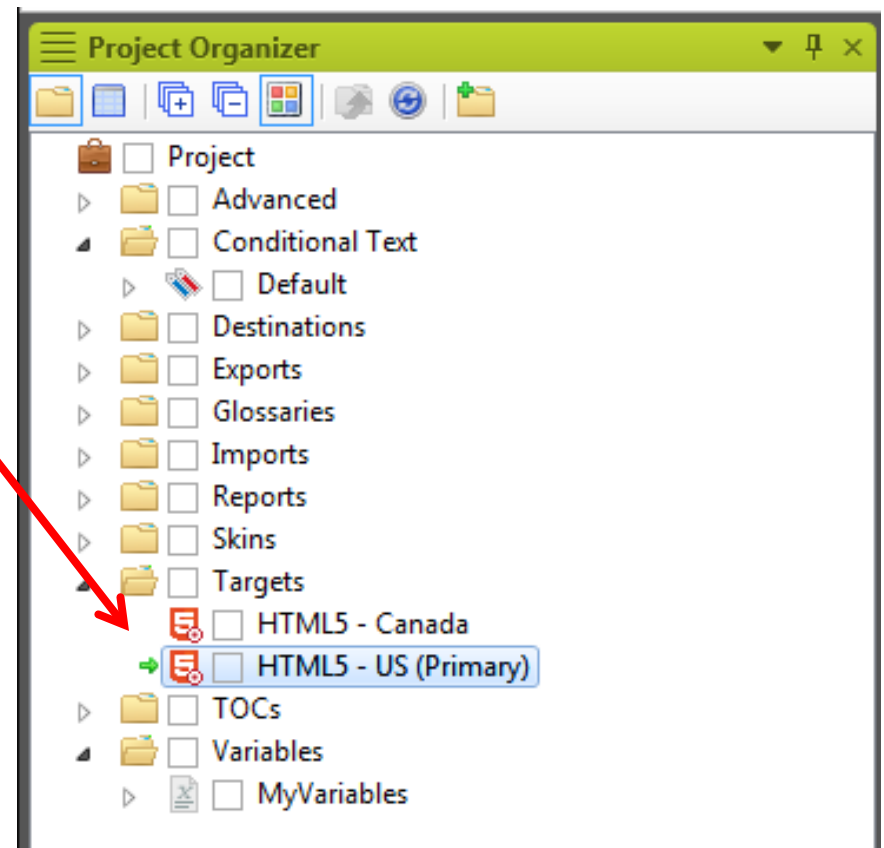 Project Organizer
Project
Advanced
Conditional Text
Default
Destinations
Exports
Glossaries
Imports
Reports
Skins
Targets
HTML5 - Canada
HTML5 - US (Primary)
TOCs
Variables
MyVariables